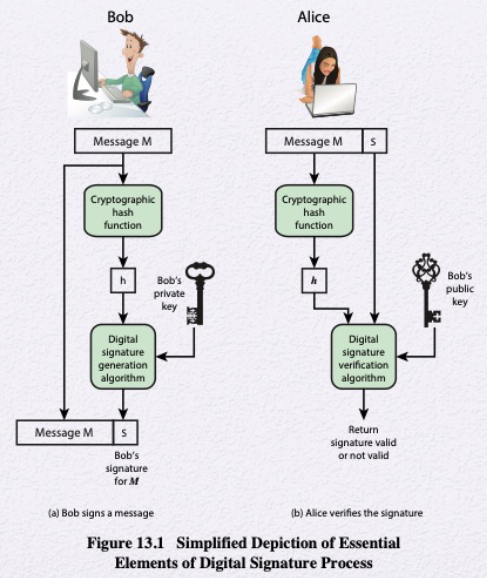 Bob
Message M
Cryptographic
hash
function
h
Bob's
private
key
Digital
signature
generation
algorithm
Message M
S
Bob's
signature
for M
(a) Bob signs a message
Alice
Message M
S
Cryptographic
hash
function
h
Bob's
public
key
Digital
signature
verification
algorithm
Return
signature valid
or not valid
(b) Alice verifies the signature
Figure 13.1 Simplified Depiction of Essential
Elements of Digital Signature Process